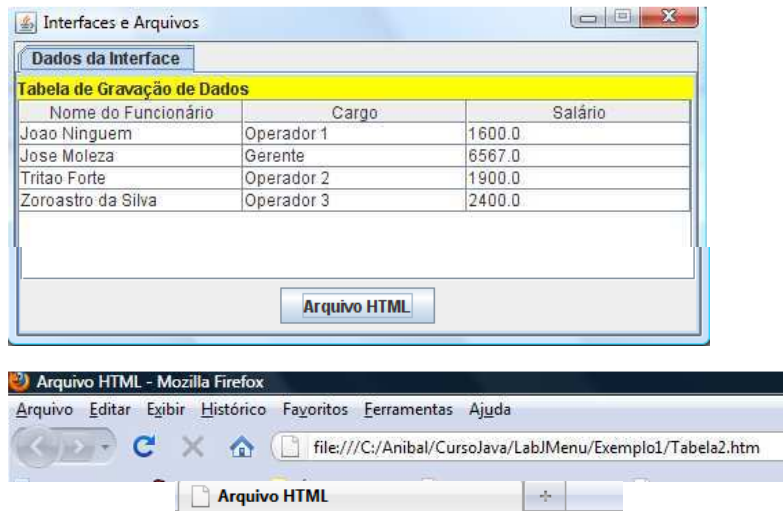 Interfaces e Arquivos
Dados da Interface
Tabela de Gravação de Dados
Nome do Funcionário Cargo Salário
Joao Ninguem Operador 1 1600.0
Jose Moleza Gerente 6567.0
Tritao Forte Operador 2 1900.0
Zoroastro da Silva Operador 3 2400.0
Arquivo HTML
Arquivo HTML - Mozilla Firefox
Arquivo Editar Exibir Histórico Favoritos Ferramentas Ajuda
file:///C:/Anibal/CursoJava/LabJMenu/Exemplo1/Tabela2.htm
Arquivo HTML